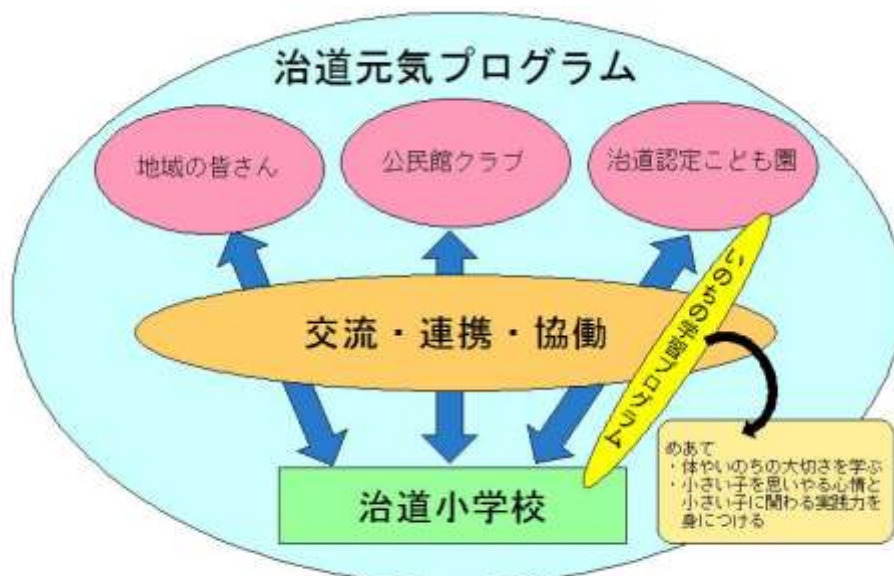 治道元気プログラム
地域の皆さん
公民館クラブ
治道認定こども園
交流・連携・協働
いのちの学習プログラム
治道小学校
めあて
・体やいのちの大切さを学ぶ
・小さい子を思いやる心情と
小さい子に関わる実践力を
身につける